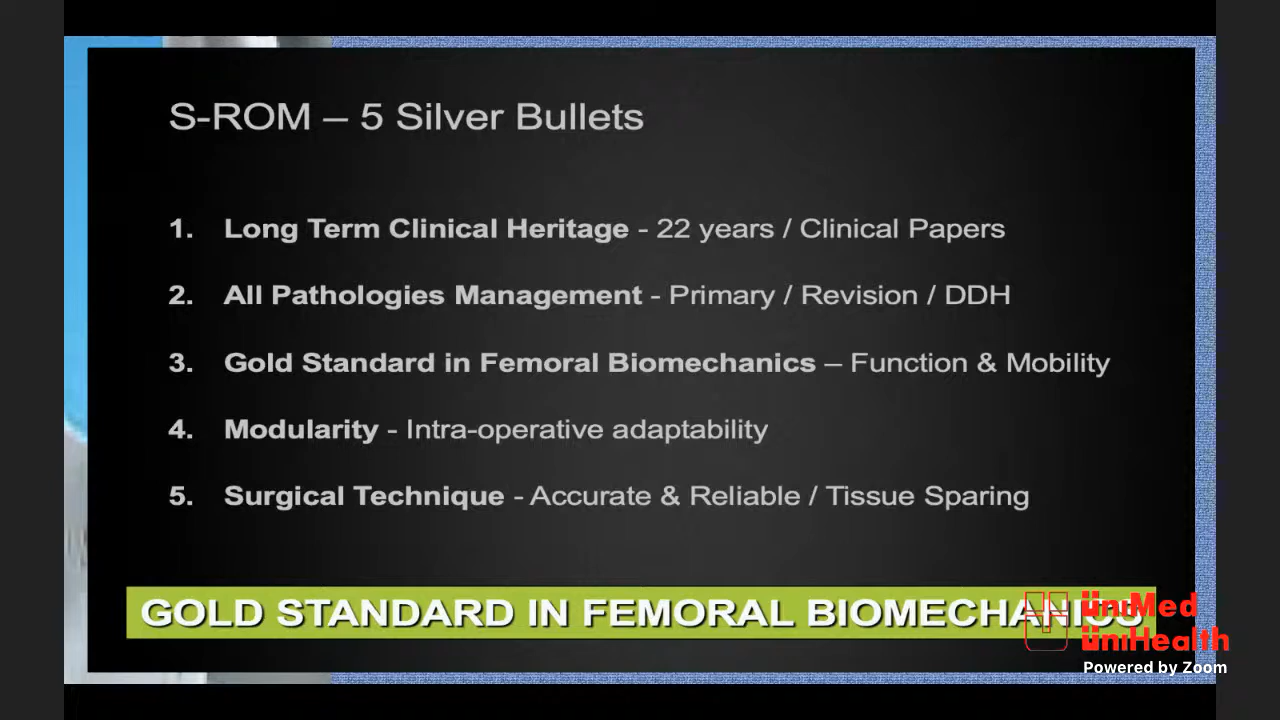 S-ROM – 5 Silver Bullets
1. Long Term Clinical Heritage - 22 years / Clinical Papers
2. All Pathologies Management - Primary / Revision / DDH
3. Gold Standard in Femoral Biomechanics – Function & Mobility
4. Modularity - Intra-operative adaptability
5. Surgical Technique - Accurate & Reliable / Tissue Sparing
GOLD STANDARD IN FEMORAL BIOMECHANICS
üniMed
üniHealth
Powered by Zoom